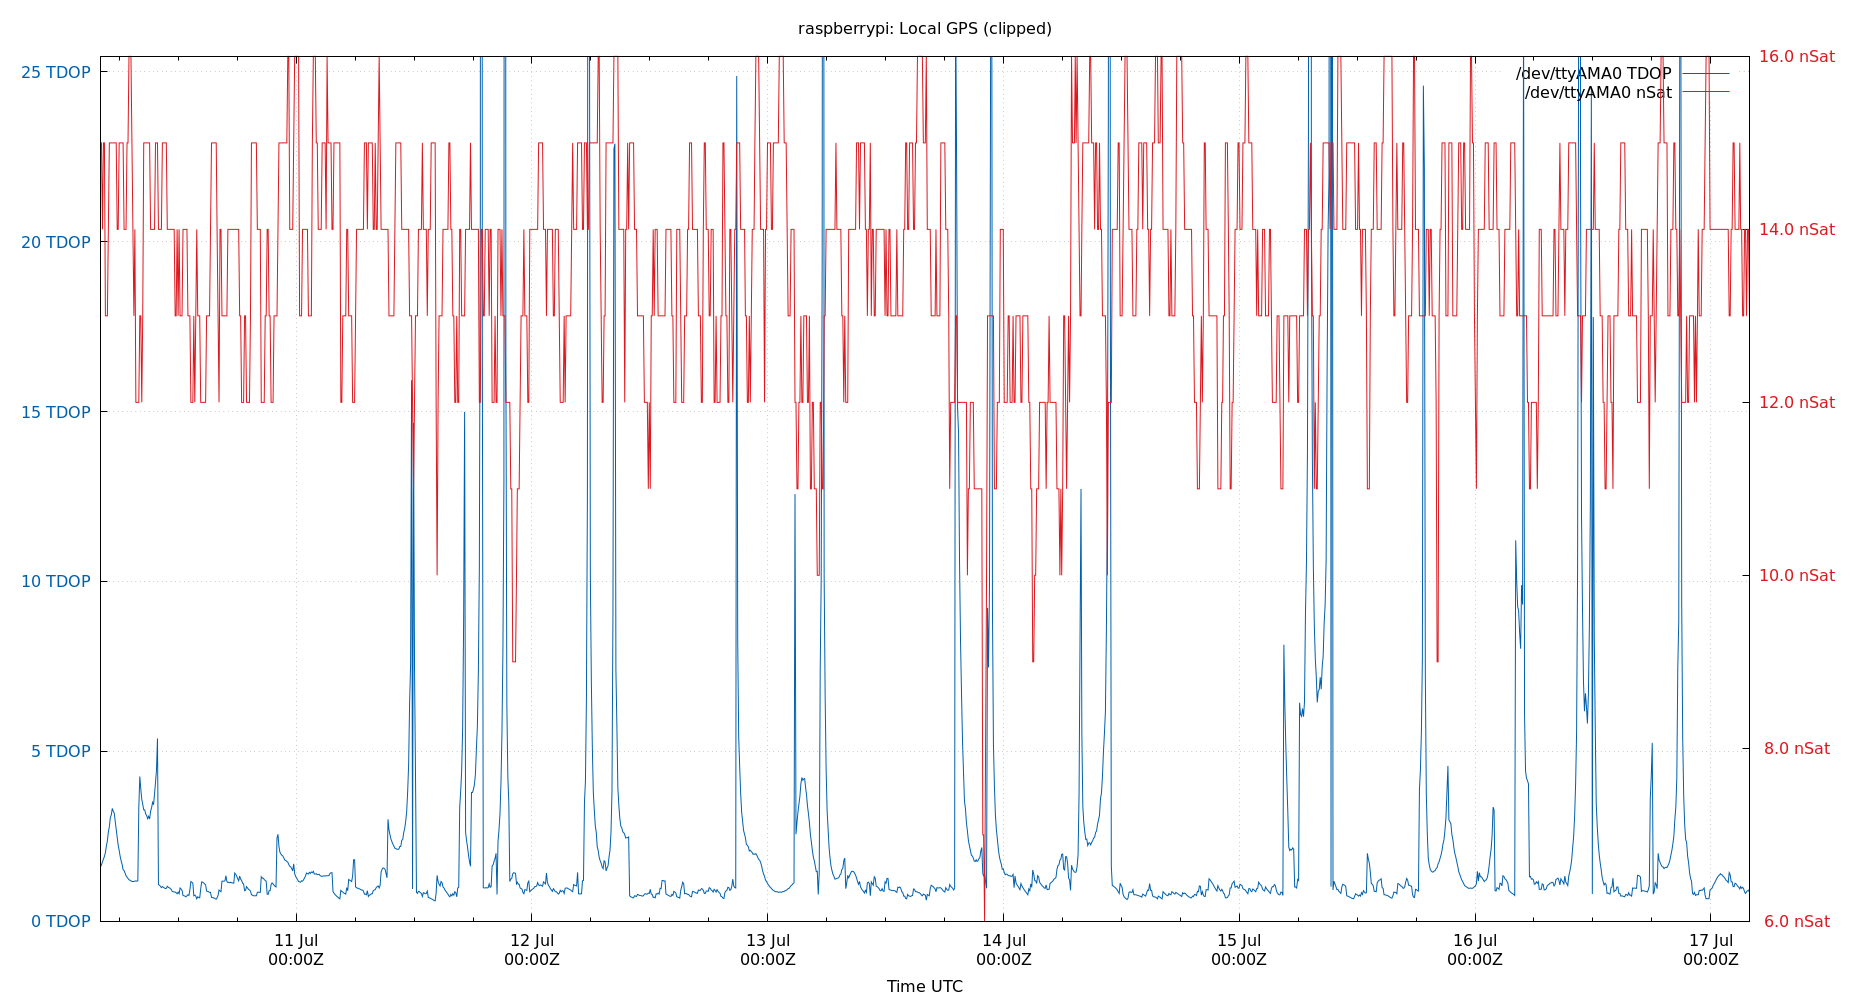 raspberrypi: Local GPS (clipped)
25 TDOP
20 TDOP
15 TDOP
10 TDOP
5 TDOP
0 TDOP
16.0 nSat
14.0 nSat
12.0 nSat
10.0 nSat
8.0 nSat
6.0 nSat
/dev/ttyAMA0 TDOP
/dev/ttyAMA0 nSat
11 Jul
00:00Z
12 Jul
00:00Z
13 Jul
00:00Z
14 Jul
00:00Z
15 Jul
00:00Z
16 Jul
00:00Z
17 Jul
00:00Z
Time UTC